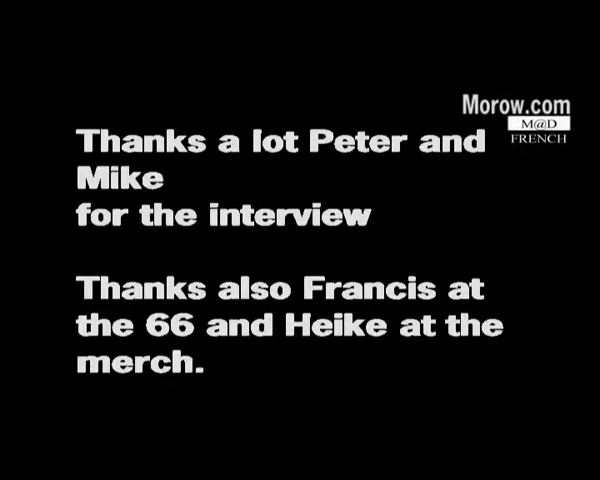 Morow.com
M@D
FRENCH
Thanks a lot Peter and
Mike
for the interview
Thanks also Francis at
the 66 and Heike at the
merch.